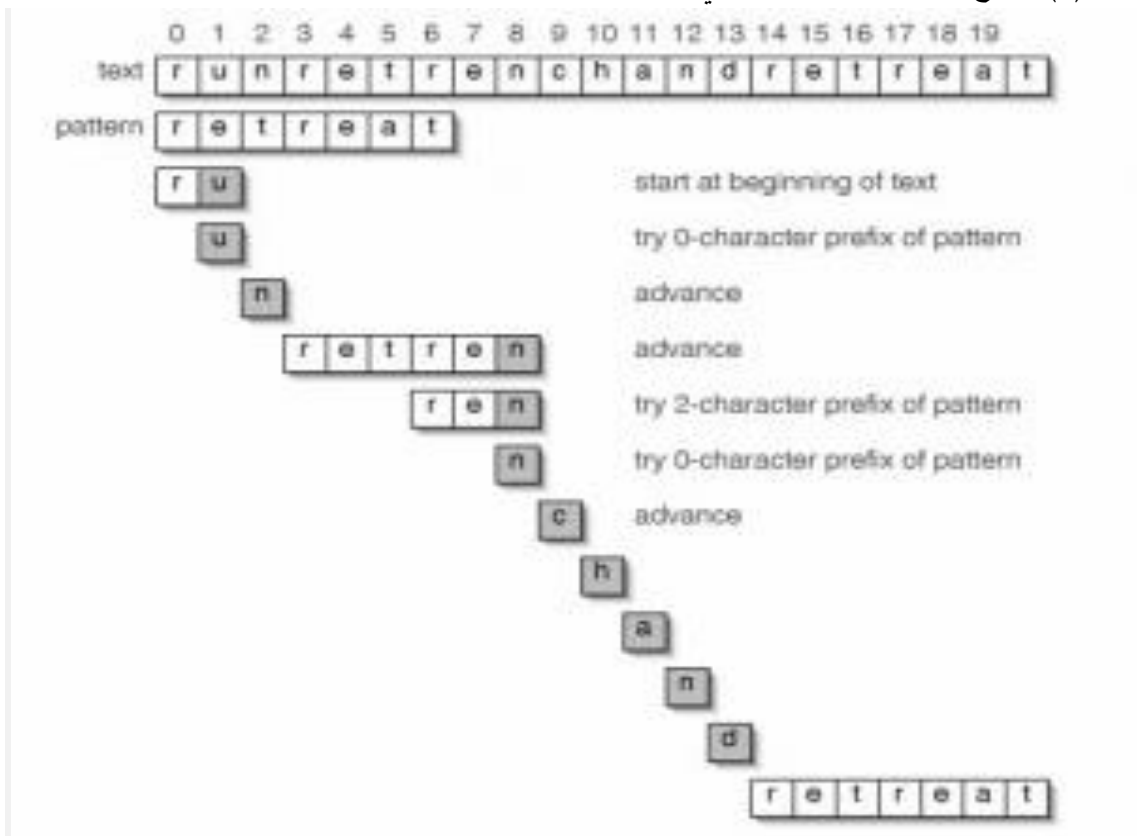 0 1 2 3 4 5 6 7 8 9 10 11 12 13 14 15 16 17 18 19
text r u n r e t r e n c h a n d r e t r e a t
pattern r e t r e a t
r u start at beginning of text
u try 0-character prefix of pattern
n advance
r e t r e n advance
r e n try 2-character prefix of pattern
n try 0-character prefix of pattern
c advance
h
a
n
d
r e t r e a t